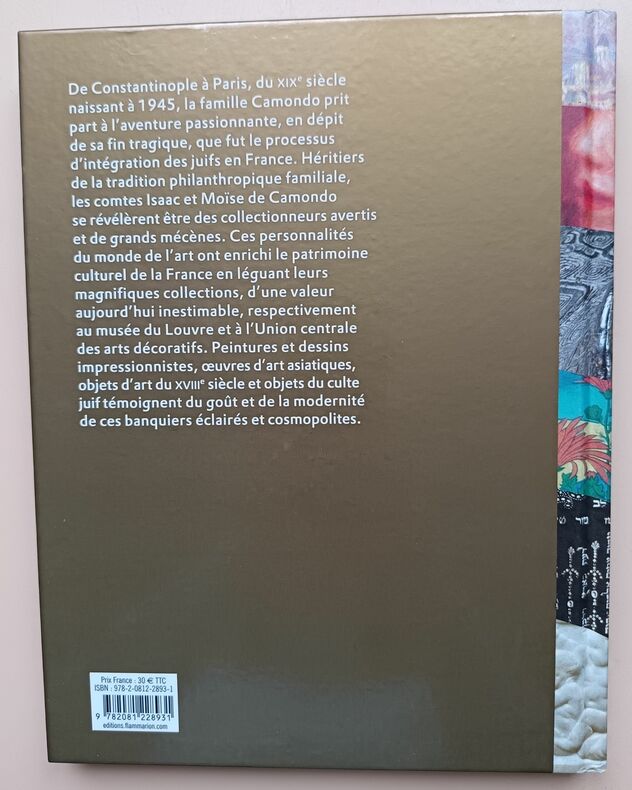 De Constantinople à Paris, du XIXe siècle
naissant à 1945, la famille Camondo prit
part à l'aventure passionnante, en dépit
de sa fin tragique, que fut le processus
d'intégration des juifs en France. Héritiers
de la tradition philanthropique familiale,
les comtes Isaac et Moïse de Camondo
se révélèrent être des collectionneurs avertis
et de grands mécènes. Ces personnalités
du monde de l'art ont enrichi le patrimoine
culturel de la France en léguant leurs
magnifiques collections, d'une valeur
aujourd'hui inestimable, respectivement
au musée du Louvre et à l'Union centrale
des arts décoratifs. Peintures et dessins
impressionnistes, œuvres d'art asiatiques,
objets d'art du XVIIIe siècle et objets du culte
juif témoignent du goût et de la modernité
de ces banquiers éclairés et cosmopolites.
Prix France : 30 € TTC
ISBN : 978-2-0812-2893-1
9 782081 228931
editions.flammarion.com